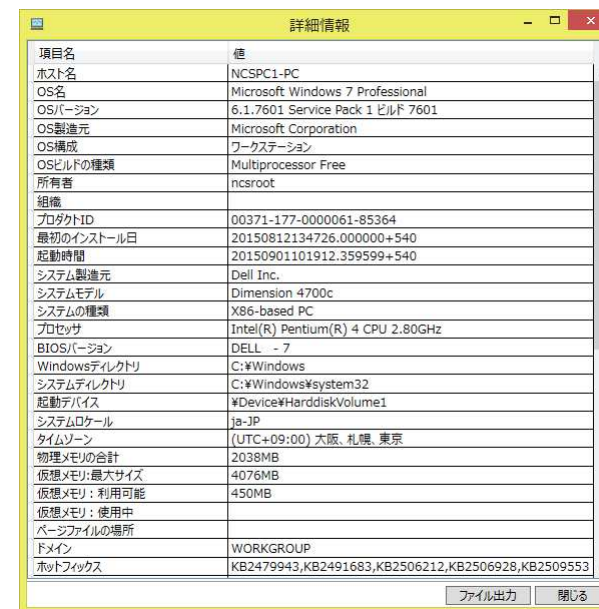 詳細情報
項目名 値
ホスト名 NCSPC1-PC
OS名 Microsoft Windows 7 Professional
OSバージョン 6.1.7601 Service Pack 1 ビルド 7601
OS製造元 Microsoft Corporation
OS構成 ワークステーション
OSビルドの種類 Multiprocessor Free
所有者 ncsroot
組織
プロダクトID 00371-177-0000061-85364
最初のインストール日 20150812134726.000000+540
起動時間 20150901101912.359599+540
システム製造元 Dell Inc.
システムモデル Dimension 4700c
システムの種類 X86-based PC
プロセッサ Intel(R) Pentium(R) 4 CPU 2.80GHz
BIOSバージョン DELL - 7
Windowsディレクトリ C:¥Windows
システムディレクトリ C:¥Windows¥system32
起動デバイス ¥Device¥HarddiskVolume1
システムロケール ja-JP
タイムゾーン (UTC+09:00) 大阪、札幌、東京
物理メモリの合計 2038MB
仮想メモリ:最大サイズ 4076MB
仮想メモリ：利用可能 450MB
仮想メモリ：使用中
ページファイルの場所
ドメイン WORKGROUP
ホットフィックス KB2479943,KB2491683,KB2506212,KB2506928,KB2509553
ファイル出力 閉じる